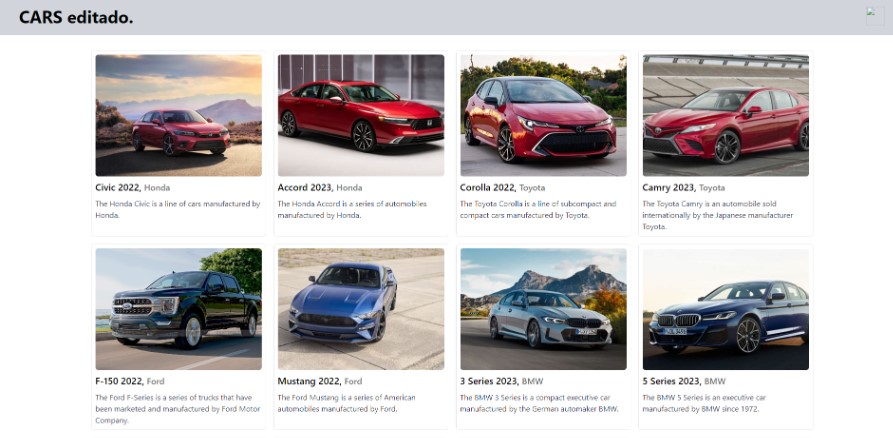 CARS editado.
Civic 2022, Honda
The Honda Civic is a line of cars manufactured by
Honda.
Accord 2023, Honda
The Honda Accord is a series of automobiles
manufactured by Honda.
Corolla 2022, Toyota
The Toyota Corolla is a line of subcompact and
compact cars manufactured by Toyota.
Camry 2023, Toyota
The Toyota Camry is an automobile sold
internationally by the Japanese manufacturer
Toyota.
F-150 2022, Ford
The Ford F-Series is a series of trucks that have
been marketed and manufactured by Ford Motor
Company.
Mustang 2022, Ford
The Ford Mustang is a series of American
automobiles manufactured by Ford.
3 Series 2023, BMW
The BMW 3 Series is a compact executive car
manufactured by the German automaker BMW.
5 Series 2023, BMW
The BMW 5 Series is an executive car
manufactured by BMW since 1972.